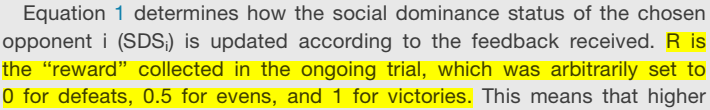 Equation 1 determines how the social dominance status of the chosen
opponent i (SDSi) is updated according to the feedback received. R is
the “reward” collected in the ongoing trial, which was arbitrarily set to
0 for defeats, 0.5 for evens, and 1 for victories. This means that higher